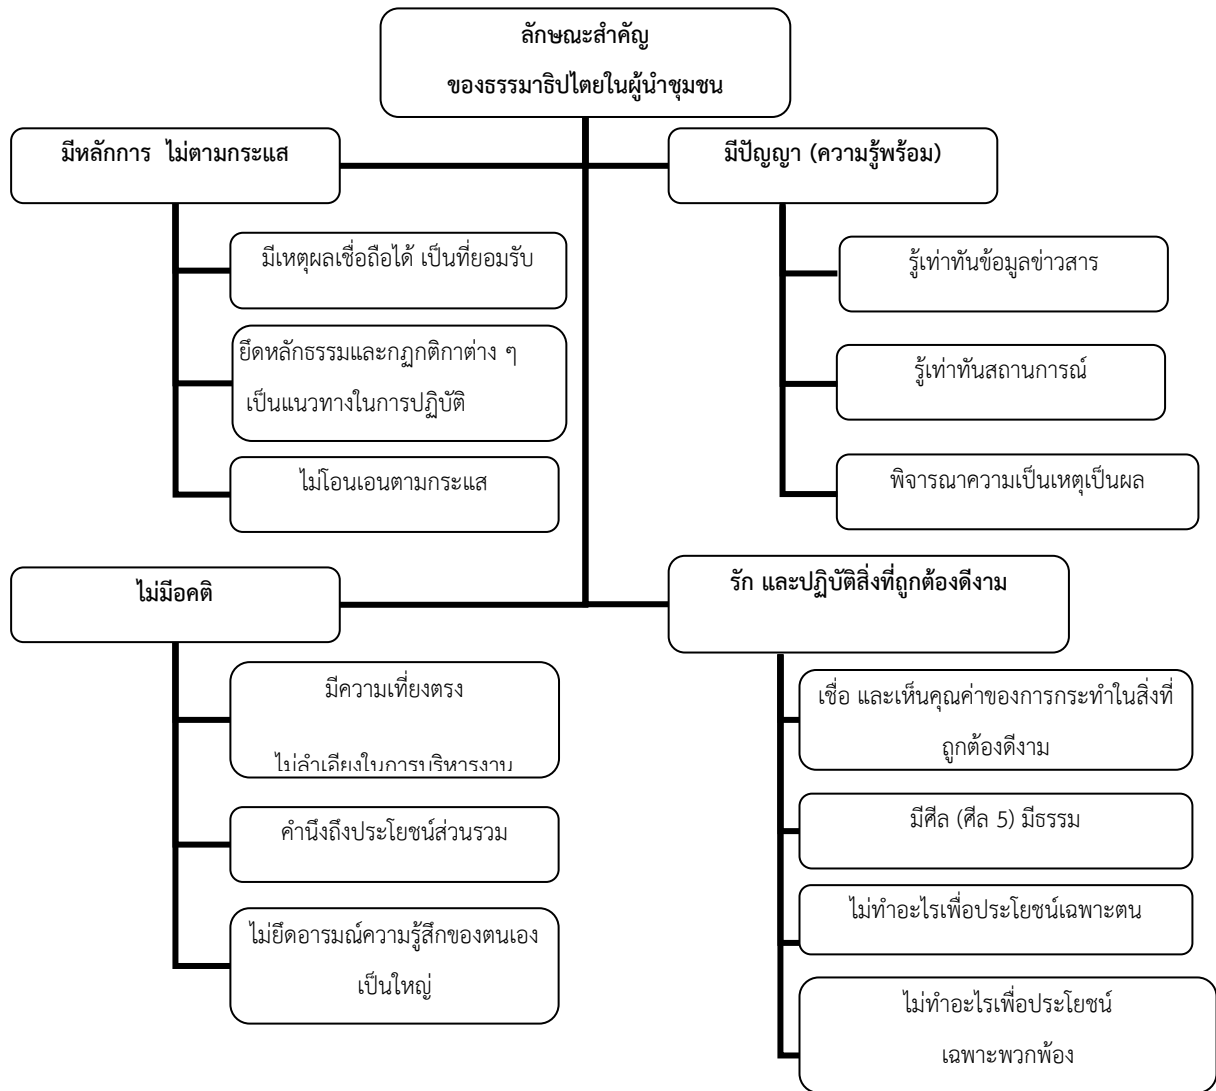 ลักษณะสำคัญ
ของธรรมาธิปไตยในผู้นำชุมชน
มีหลักการ ไม่ตามกระแส
มีเหตุผลเชื่อถือได้ เป็นที่ยอมรับ
ยึดหลักธรรมและกฏกติกาต่าง ๆ
เป็นแนวทางในการปฏิบัติ
ไม่โอนเอนตามกระแส
มีปัญญา (ความรู้พร้อม)
รู้เท่าทันข้อมูลข่าวสาร
รู้เท่าทันสถานการณ์
พิจารณาความเป็นเหตุเป็นผล
ไม่มีอคติ
มีความเที่ยงตรง
ไม่ลำเอียงในการบริหารงาน
คำนึงถึงประโยชน์ส่วนรวม
ไม่ยึดอารมณ์ความรู้สึกของตนเอง
เป็นใหญ่
รัก และปฏิบัติสิ่งที่ถูกต้องดีงาม
เชื่อ และเห็นคุณค่าของการกระทำในสิ่งที่
ถูกต้องดีงาม
มีศีล (ศีล 5) มีธรรม
ไม่ทำอะไรเพื่อประโยชน์เฉพาะตน
ไม่ทำอะไรเพื่อประโยชน์
เฉพาะพวกพ้อง